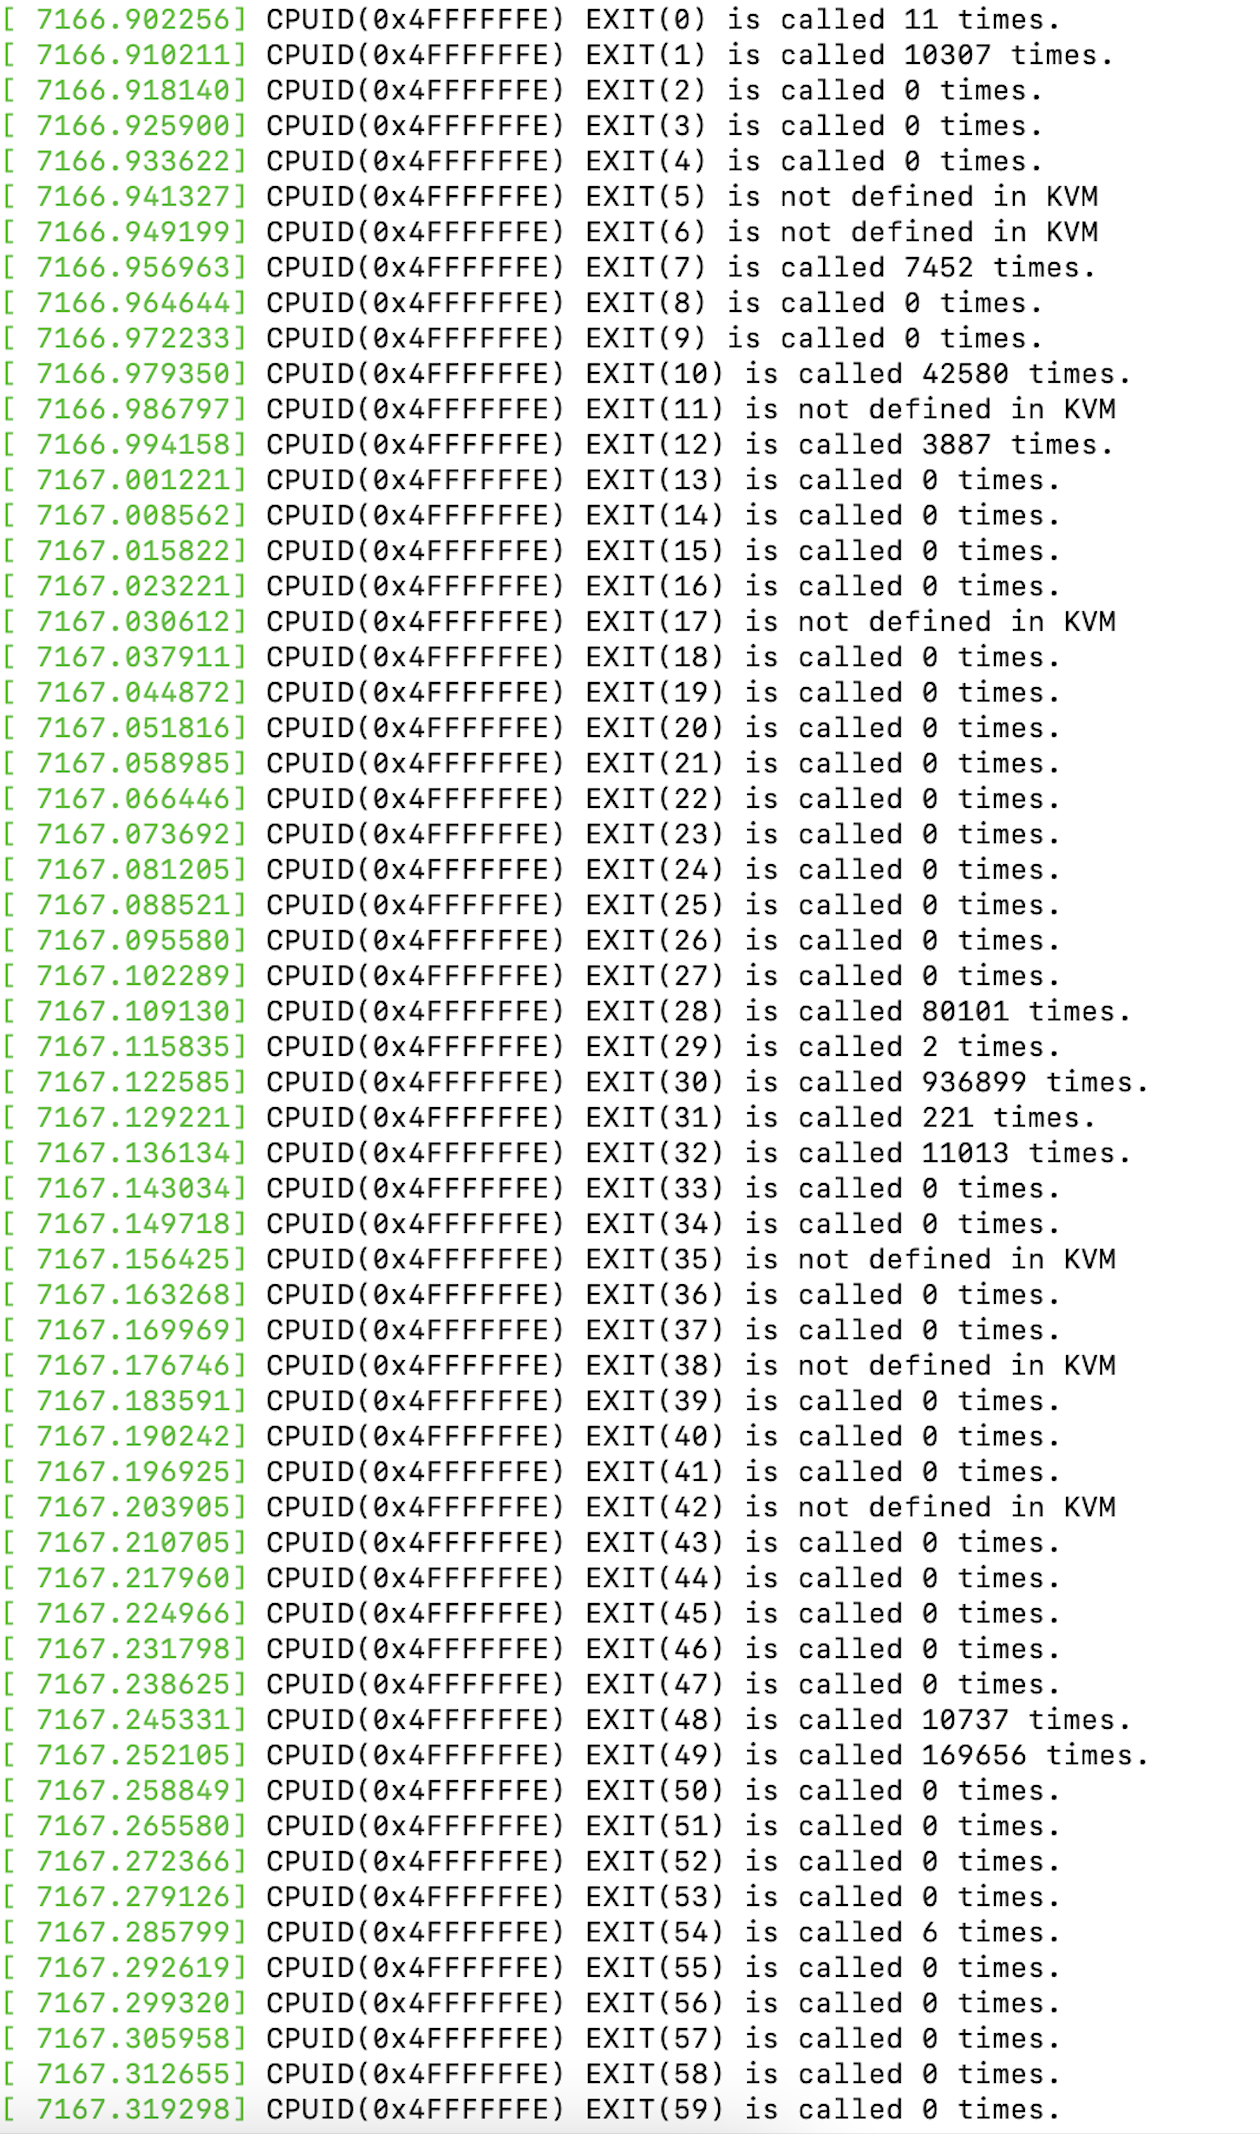 [ 7166.902256] CPUID(0x4FFFFFFE) EXIT(0) is called 11 times.
[ 7166.910211] CPUID(0x4FFFFFFE) EXIT(1) is called 10307 times.
[ 7166.918140] CPUID(0x4FFFFFFE) EXIT(2) is called 0 times.
[ 7166.925900] CPUID(0x4FFFFFFE) EXIT(3) is called 0 times.
[ 7166.933622] CPUID(0x4FFFFFFE) EXIT(4) is called 0 times.
[ 7166.941327] CPUID(0x4FFFFFFE) EXIT(5) is not defined in KVM
[ 7166.949199] CPUID(0x4FFFFFFE) EXIT(6) is not defined in KVM
[ 7166.956963] CPUID(0x4FFFFFFE) EXIT(7) is called 7452 times.
[ 7166.964644] CPUID(0x4FFFFFFE) EXIT(8) is called 0 times.
[ 7166.972233] CPUID(0x4FFFFFFE) EXIT(9) is called 0 times.
[ 7166.979350] CPUID(0x4FFFFFFE) EXIT(10) is called 42580 times.
[ 7166.986797] CPUID(0x4FFFFFFE) EXIT(11) is not defined in KVM
[ 7166.994158] CPUID(0x4FFFFFFE) EXIT(12) is called 3887 times.
[ 7167.001221] CPUID(0x4FFFFFFE) EXIT(13) is called 0 times.
[ 7167.008562] CPUID(0x4FFFFFFE) EXIT(14) is called 0 times.
[ 7167.015822] CPUID(0x4FFFFFFE) EXIT(15) is called 0 times.
[ 7167.023221] CPUID(0x4FFFFFFE) EXIT(16) is called 0 times.
[ 7167.030612] CPUID(0x4FFFFFFE) EXIT(17) is not defined in KVM
[ 7167.037911] CPUID(0x4FFFFFFE) EXIT(18) is called 0 times.
[ 7167.044872] CPUID(0x4FFFFFFE) EXIT(19) is called 0 times.
[ 7167.051816] CPUID(0x4FFFFFFE) EXIT(20) is called 0 times.
[ 7167.058985] CPUID(0x4FFFFFFE) EXIT(21) is called 0 times.
[ 7167.066446] CPUID(0x4FFFFFFE) EXIT(22) is called 0 times.
[ 7167.073692] CPUID(0x4FFFFFFE) EXIT(23) is called 0 times.
[ 7167.081205] CPUID(0x4FFFFFFE) EXIT(24) is called 0 times.
[ 7167.088521] CPUID(0x4FFFFFFE) EXIT(25) is called 0 times.
[ 7167.095580] CPUID(0x4FFFFFFE) EXIT(26) is called 0 times.
[ 7167.102289] CPUID(0x4FFFFFFE) EXIT(27) is called 0 times.
[ 7167.109130] CPUID(0x4FFFFFFE) EXIT(28) is called 80101 times.
[ 7167.115835] CPUID(0x4FFFFFFE) EXIT(29) is called 2 times.
[ 7167.122585] CPUID(0x4FFFFFFE) EXIT(30) is called 936899 times.
[ 7167.129221] CPUID(0x4FFFFFFE) EXIT(31) is called 221 times.
[ 7167.136134] CPUID(0x4FFFFFFE) EXIT(32) is called 11013 times.
[ 7167.143034] CPUID(0x4FFFFFFE) EXIT(33) is called 0 times.
[ 7167.149718] CPUID(0x4FFFFFFE) EXIT(34) is called 0 times.
[ 7167.156425] CPUID(0x4FFFFFFE) EXIT(35) is not defined in KVM
[ 7167.163268] CPUID(0x4FFFFFFE) EXIT(36) is called 0 times.
[ 7167.169969] CPUID(0x4FFFFFFE) EXIT(37) is called 0 times.
[ 7167.176746] CPUID(0x4FFFFFFE) EXIT(38) is not defined in KVM
[ 7167.183591] CPUID(0x4FFFFFFE) EXIT(39) is called 0 times.
[ 7167.190242] CPUID(0x4FFFFFFE) EXIT(40) is called 0 times.
[ 7167.196925] CPUID(0x4FFFFFFE) EXIT(41) is called 0 times.
[ 7167.203905] CPUID(0x4FFFFFFE) EXIT(42) is not defined in KVM
[ 7167.210705] CPUID(0x4FFFFFFE) EXIT(43) is called 0 times.
[ 7167.217960] CPUID(0x4FFFFFFE) EXIT(44) is called 0 times.
[ 7167.224966] CPUID(0x4FFFFFFE) EXIT(45) is called 0 times.
[ 7167.231798] CPUID(0x4FFFFFFE) EXIT(46) is called 0 times.
[ 7167.238625] CPUID(0x4FFFFFFE) EXIT(47) is called 0 times.
[ 7167.245331] CPUID(0x4FFFFFFE) EXIT(48) is called 10737 times.
[ 7167.252105] CPUID(0x4FFFFFFE) EXIT(49) is called 169656 times.
[ 7167.258849] CPUID(0x4FFFFFFE) EXIT(50) is called 0 times.
[ 7167.265580] CPUID(0x4FFFFFFE) EXIT(51) is called 0 times.
[ 7167.272366] CPUID(0x4FFFFFFE) EXIT(52) is called 0 times.
[ 7167.279126] CPUID(0x4FFFFFFE) EXIT(53) is called 0 times.
[ 7167.285799] CPUID(0x4FFFFFFE) EXIT(54) is called 6 times.
[ 7167.292619] CPUID(0x4FFFFFFE) EXIT(55) is called 0 times.
[ 7167.299320] CPUID(0x4FFFFFFE) EXIT(56) is called 0 times.
[ 7167.305958] CPUID(0x4FFFFFFE) EXIT(57) is called 0 times.
[ 7167.312655] CPUID(0x4FFFFFFE) EXIT(58) is called 0 times.
[ 7167.319298] CPUID(0x4FFFFFFE) EXIT(59) is called 0 times.